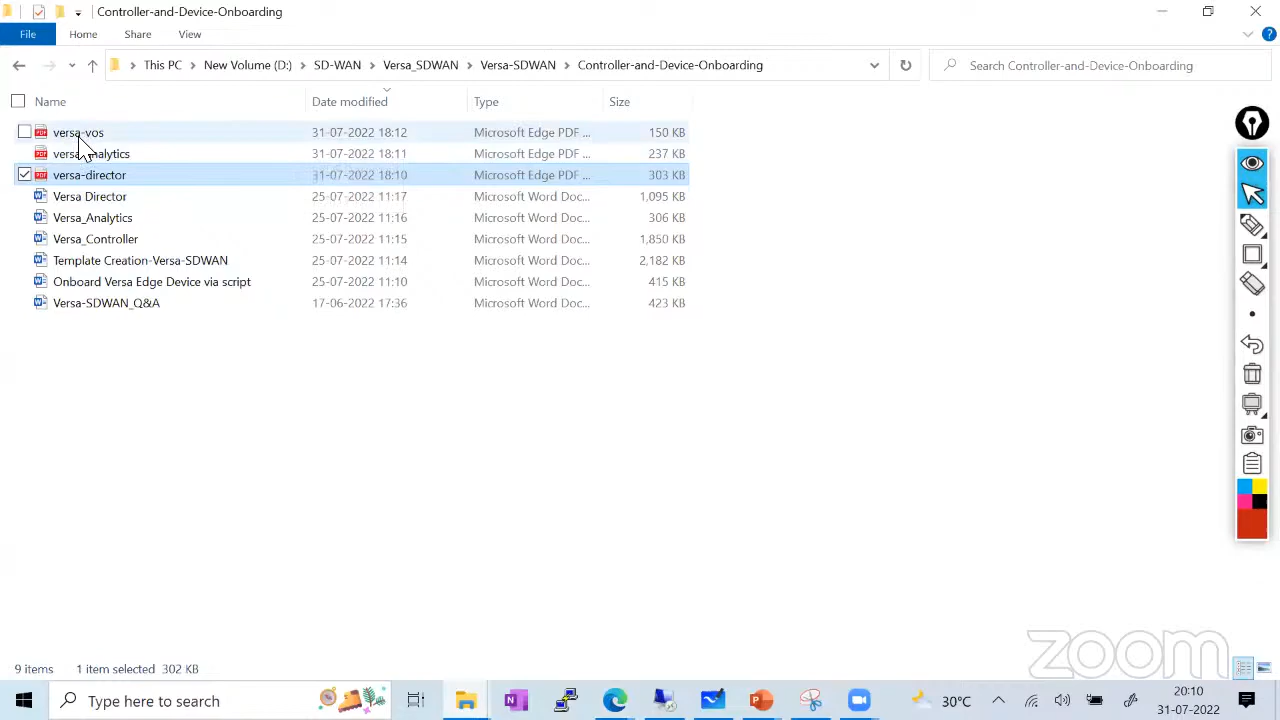 Controller-and-Device-Onboarding
File Home Share View
This PC New Volume (D:) SD-WAN Versa_SDWAN Versa-SDWAN Controller-and-Device-Onboarding Search Controller-and-Device-Onboarding
Name Date modified Type Size
versa-vos 31-07-2022 18:12 Microsoft Edge PDF ... 150 KB
versa-analytics 31-07-2022 18:11 Microsoft Edge PDF ... 237 KB
versa-director 31-07-2022 18:10 Microsoft Edge PDF ... 303 KB
Versa Director 25-07-2022 11:17 Microsoft Word Doc... 1,095 KB
Versa_Analytics 25-07-2022 11:16 Microsoft Word Doc... 306 KB
Versa_Controller 25-07-2022 11:15 Microsoft Word Doc... 1,850 KB
Template Creation-Versa-SDWAN 25-07-2022 11:14 Microsoft Word Doc... 2,182 KB
Onboard Versa Edge Device via script 25-07-2022 11:10 Microsoft Word Doc... 415 KB
Versa-SDWAN_Q&A 17-06-2022 17:36 Microsoft Word Doc... 423 KB
zoom
9 items 1 item selected 302 KB
Type here to search 30°C 20:10
31-07-2022